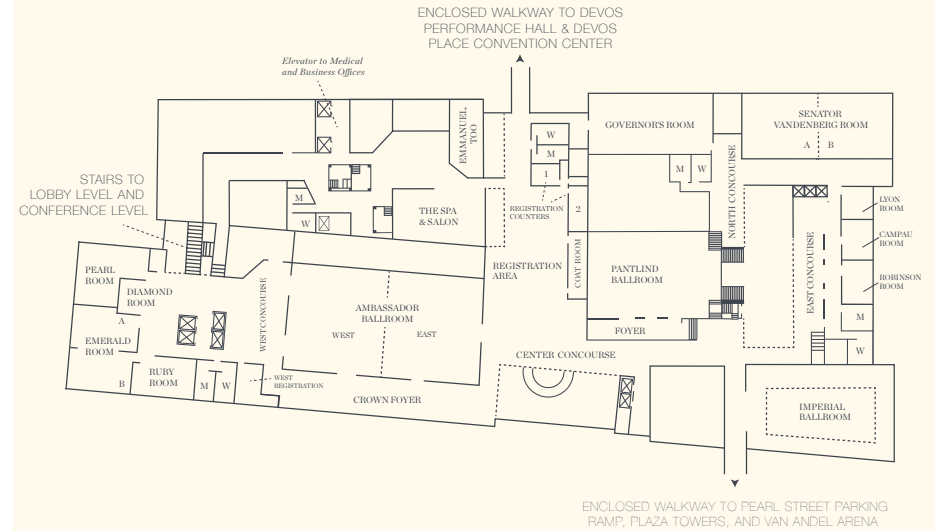 ENCLOSED WALKWAY TO DEVOS
PERFORMANCE HALL & DEVOS
PLACE CONVENTION CENTER
Elevator to Medical
and Business Offices
STAIRS TO
LOBBY LEVEL AND
CONFERENCE LEVEL
EMMANUEL
TOO
W
M
1
REGISTRATION
COUNTERS
2
GOVERNOR'S ROOM
M
W
NORTH CONCOURSE
SENATOR
VANDENBERG ROOM
A
B
M
W
THE SPA
& SALON
LYON
ROOM
CAMPAU
ROOM
ROBINSON
ROOM
EAST CONCOURSE
M
W
REGISTRATION
AREA
COAT ROOM
PANTLIND
BALLROOM
FOYER
PEARL
ROOM
DIAMOND
ROOM
A
EMERALD
ROOM
B
RUBY
ROOM
M
W
WEST CONCOURSE
WEST
REGISTRATION
AMBASSADOR
BALLROOM
WEST
EAST
CENTER CONCOURSE
CROWN FOYER
IMPERIAL
BALLROOM
ENCLOSED WALKWAY TO PEARL STREET PARKING
RAMP, PLAZA TOWERS, AND VAN ANDEL ARENA